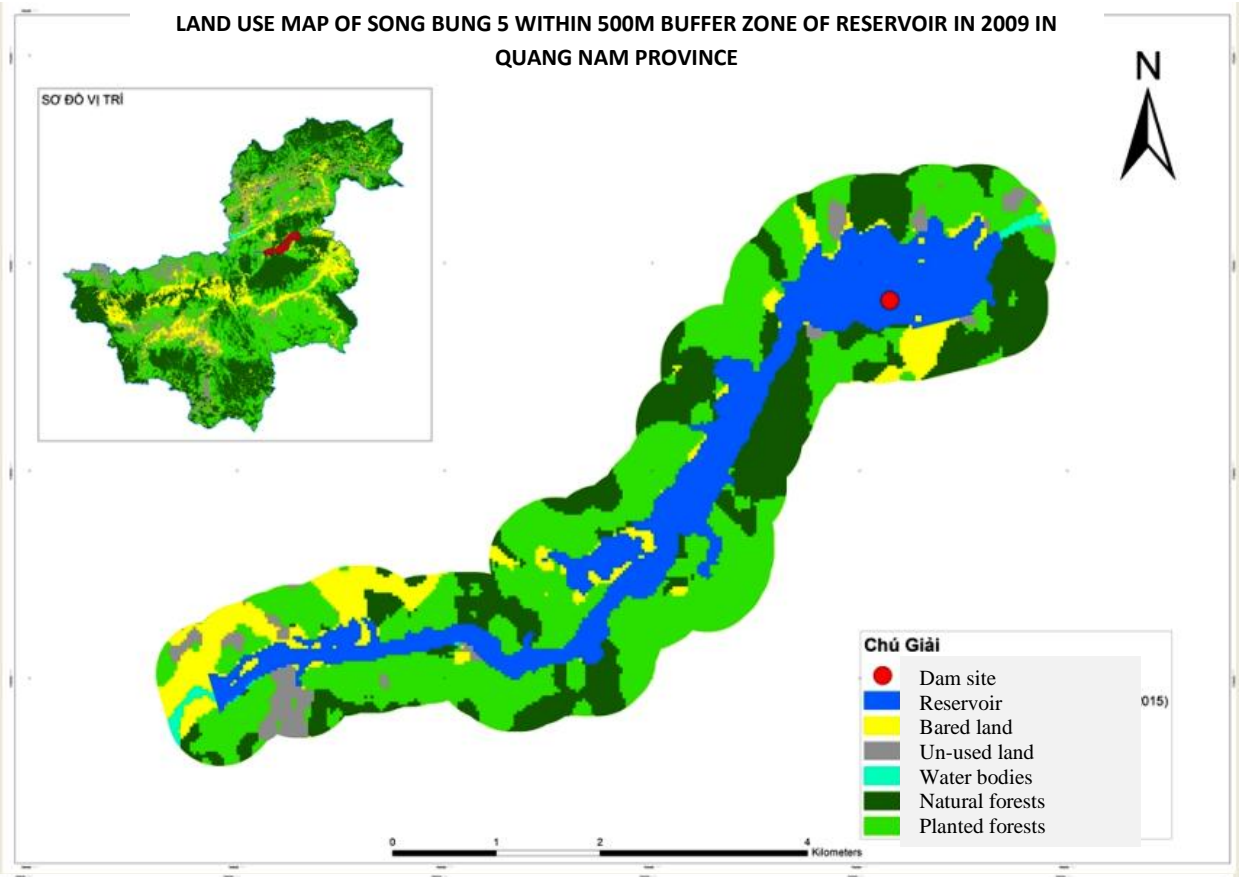 LAND USE MAP OF SONG BUNG 5 WITHIN 500M BUFFER ZONE OF RESERVOIR IN 2009 IN
QUANG NAM PROVINCE
SƠ ĐỒ VỊ TRÍ
N
Chú Giải
Dam site
Reservoir
015)
Bared land
Un-used land
Water bodies
Natural forests
Planted forests
0 1 2 4
Kilometers